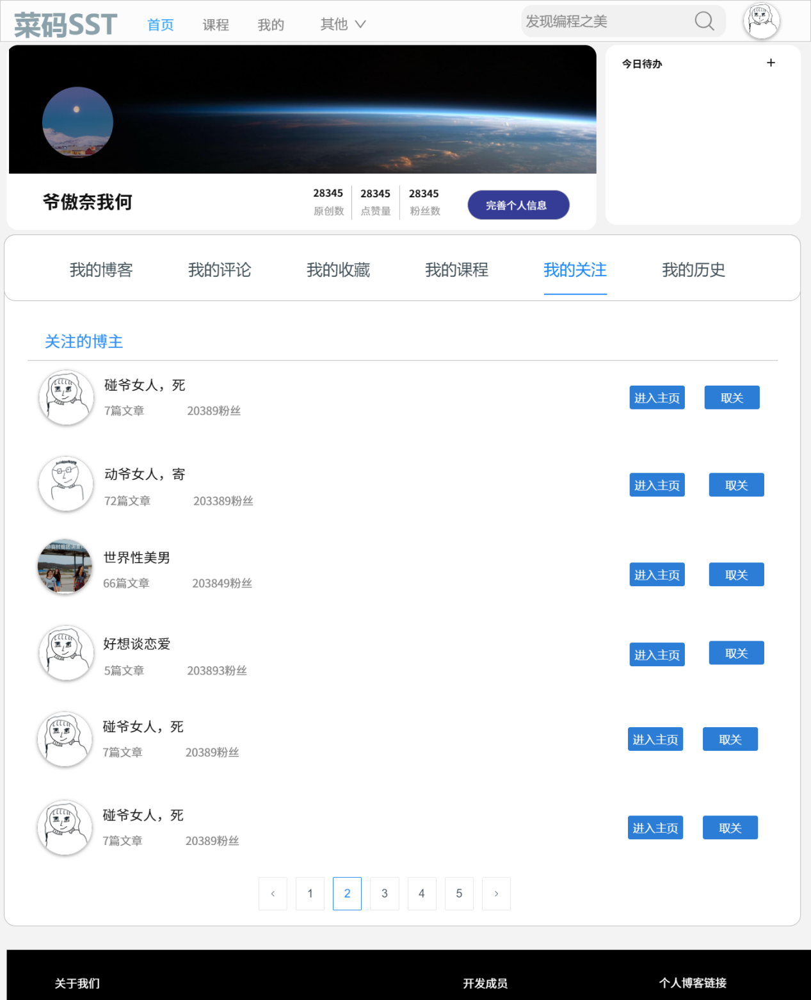 菜码SST 首页 课程 我的 其他 发现编程之美
今日待办 +
爷傲奈我何
28345 28345 28345
原创数 点赞量 粉丝数
完善个人信息
我的博客 我的评论 我的收藏 我的课程 我的关注 我的历史
关注的博主
碰爷女人，死
7篇文章 20389粉丝
进入主页 取关
动爷女人，寄
72篇文章 203389粉丝
进入主页 取关
世界性美男
66篇文章 203849粉丝
进入主页 取关
好想谈恋爱
5篇文章 203893粉丝
进入主页 取关
碰爷女人，死
7篇文章 20389粉丝
进入主页 取关
碰爷女人，死
7篇文章 20389粉丝
进入主页 取关
‹ 1 2 3 4 5 ›
关于我们 开发成员 个人博客链接